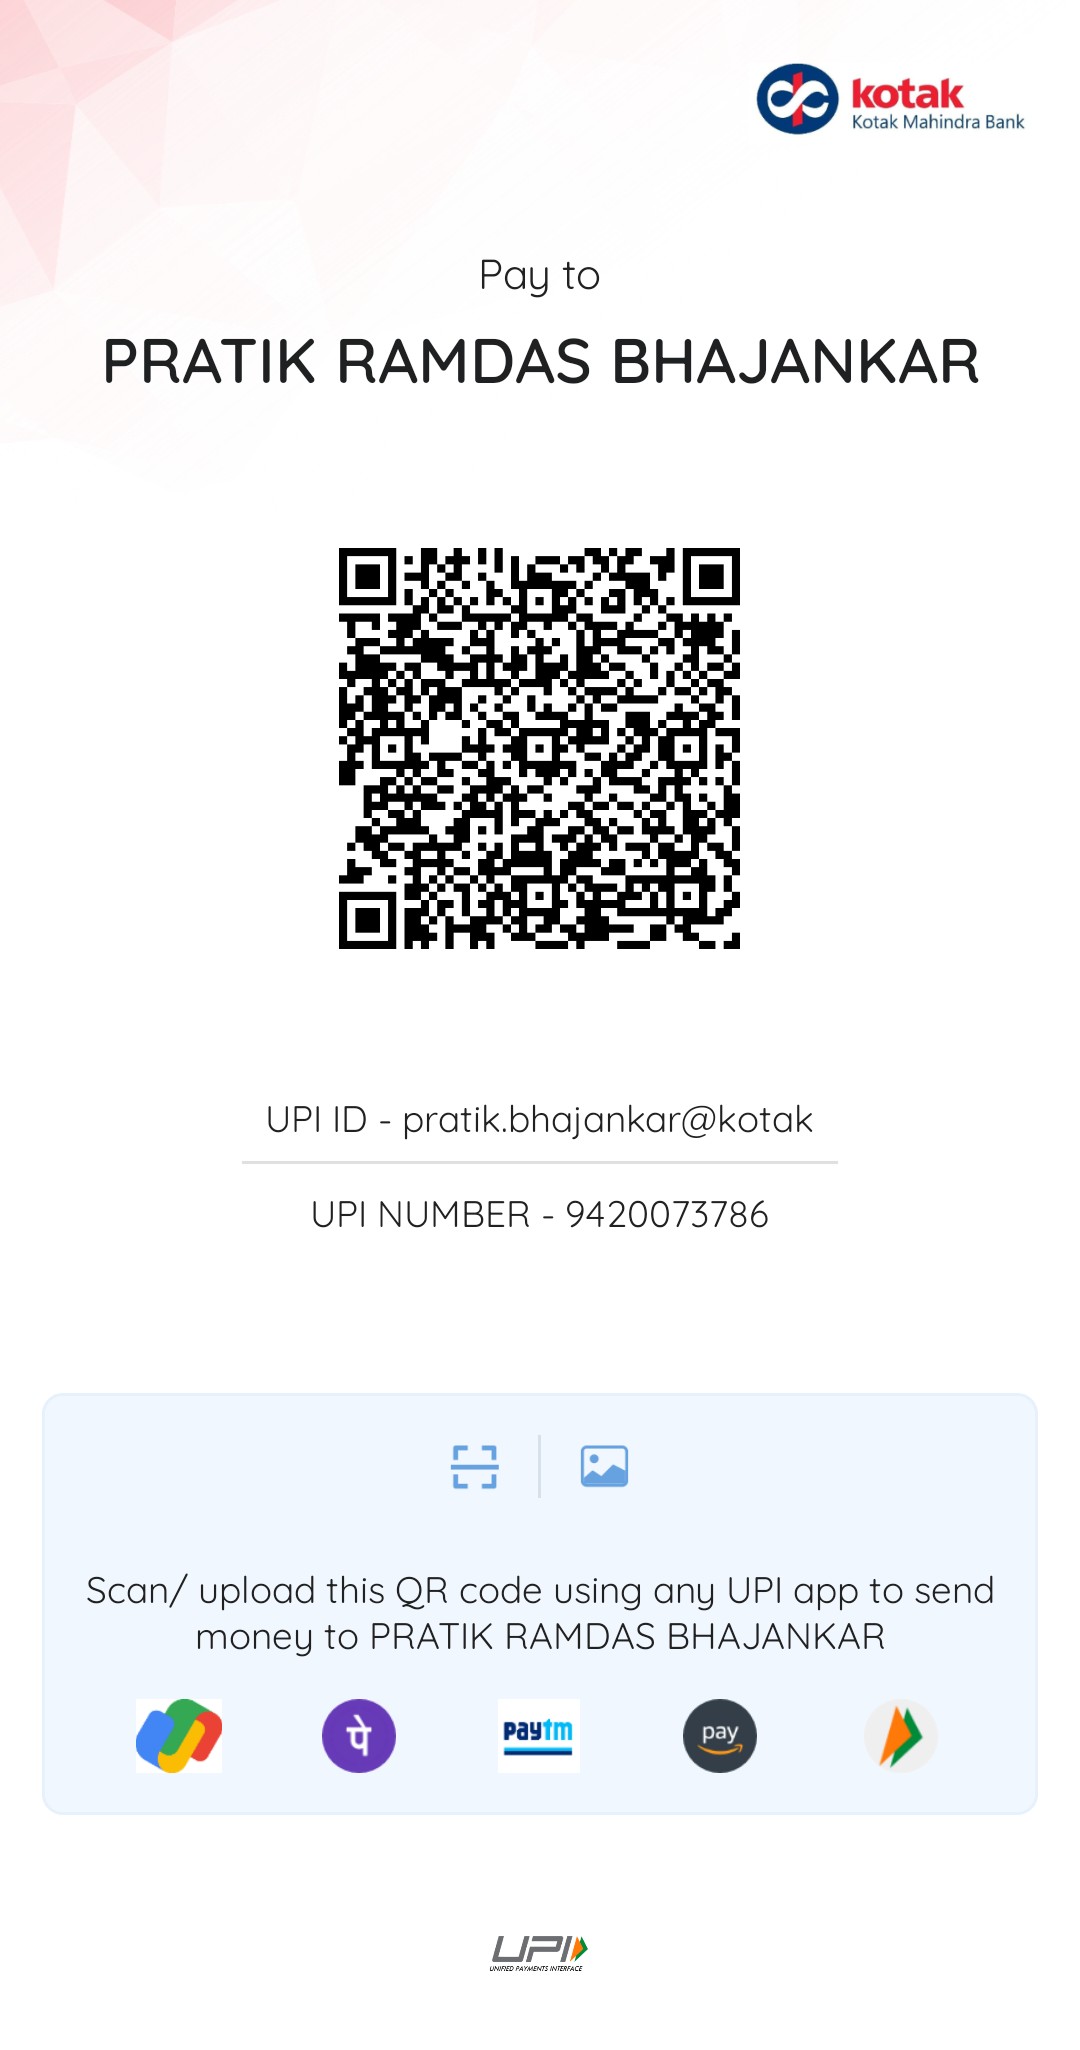 kotak
Kotak Mahindra Bank
Pay to
PRATIK RAMDAS BHAJANKAR
UPI ID - pratik.bhajankar@kotak
UPI NUMBER - 9420073786
Scan/ upload this QR code using any UPI app to send
money to PRATIK RAMDAS BHAJANKAR
पे
paytm
pay
UPI
UNIFIED PAYMENTS INTERFACE